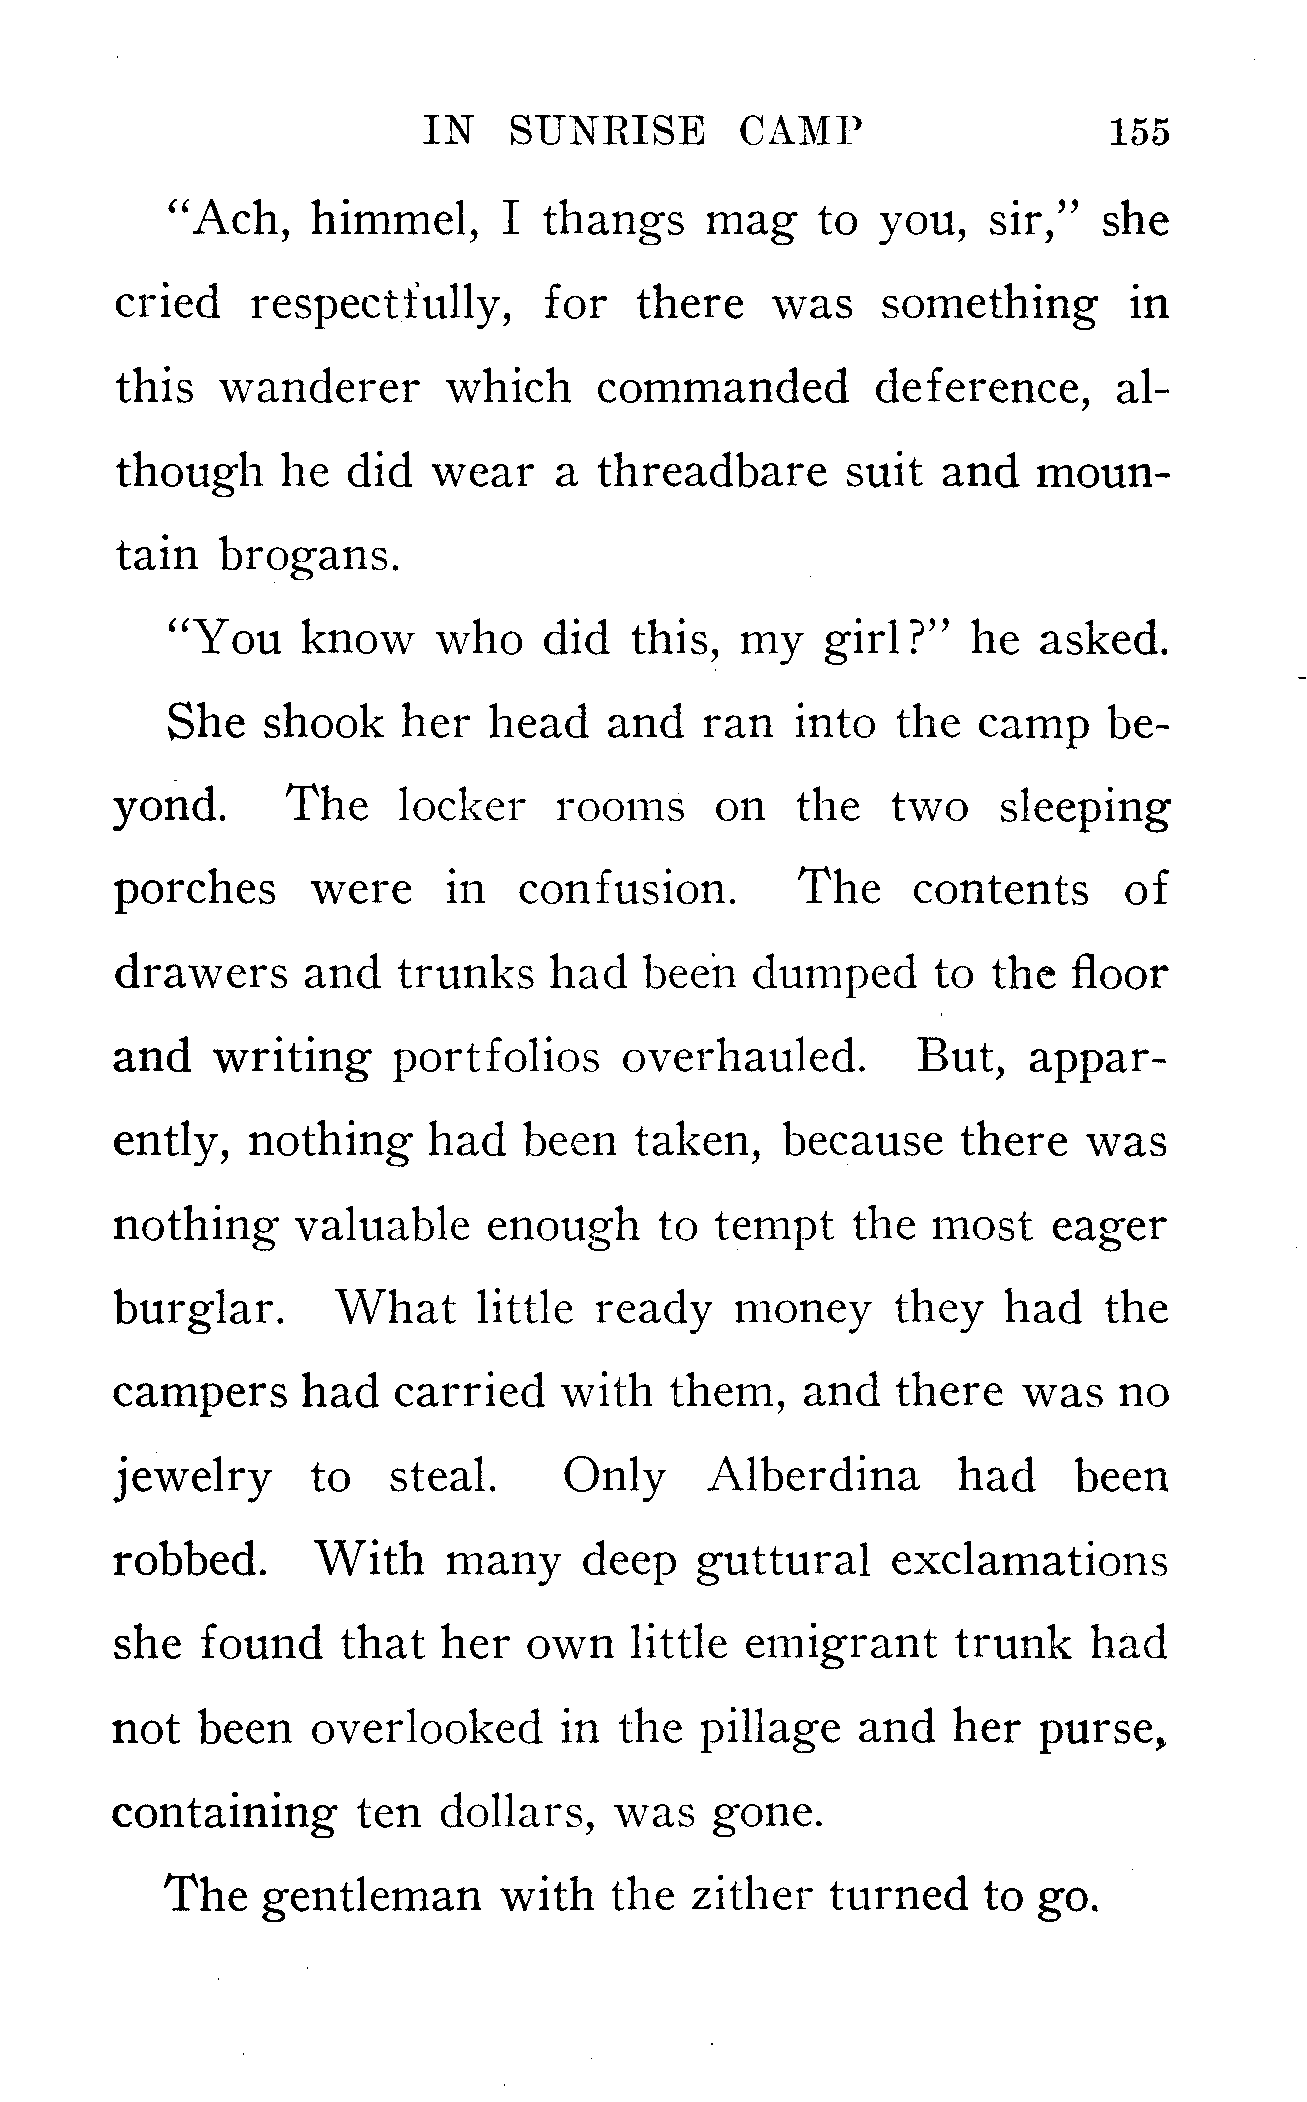 IN SUNRISE CAMP 155
“Ach, himmel, I thangs mag to you, sir,” she
cried respectfully, for there was something in
this wanderer which commanded deference, al-
though he did wear a threadbare suit and moun-
tain brogans.
“You know who did this, my girl?” he asked.
She shook her head and ran into the camp be-
yond. The locker rooms on the two sleeping
porches were in confusion. The contents of
drawers and trunks had been dumped to the floor
and writing portfolios overhauled. But, appar-
ently, nothing had been taken, because there was
nothing valuable enough to tempt the most eager
burglar. What little ready money they had the
campers had carried with them, and there was no
jewelry to steal. Only Alberdina had been
robbed. With many deep guttural exclamations
she found that her own little emigrant trunk had
not been overlooked in the pillage and her purse,
containing ten dollars, was gone.
The gentleman with the zither turned to go.